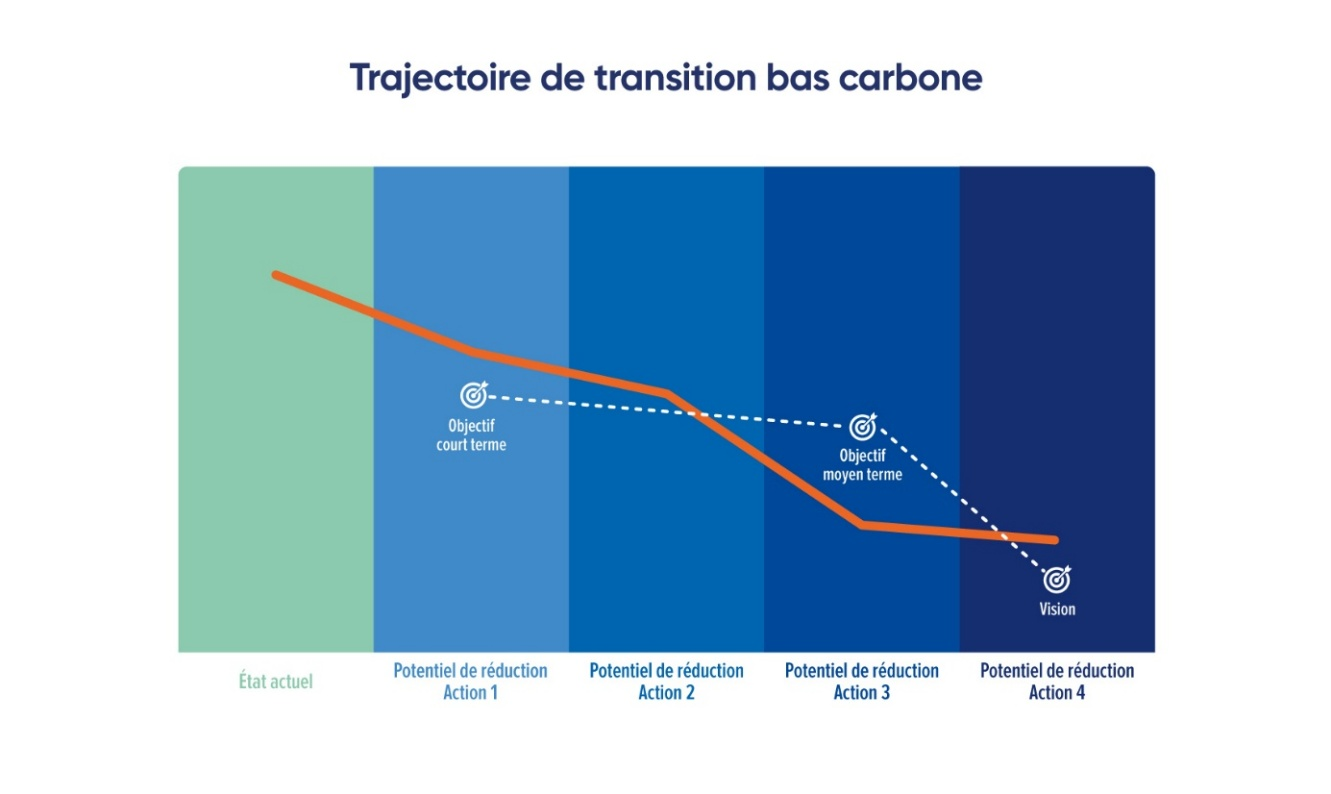 Trajectoire de transition bas carbone
Objectif
court terme
Objectif
moyen terme
Vision
État actuel
Potentiel de réduction
Action 1
Potentiel de réduction
Action 2
Potentiel de réduction
Action 3
Potentiel de réduction
Action 4